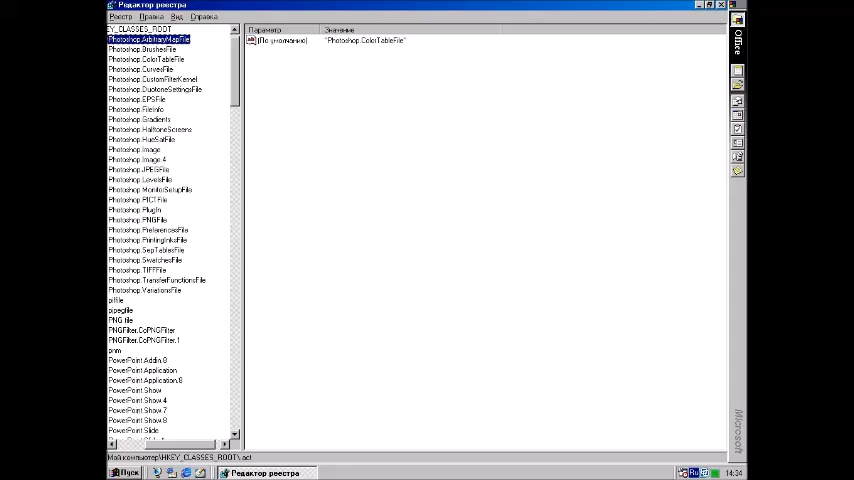 Редактор реестра
Реестр Правка Вид Справка
EY_CLASSES_ROOT
Photoshop.ArbitraryMapFile
Photoshop.BrushesFile
Photoshop.ColorTableFile
Photoshop.CurvesFile
Photoshop.CustomFilterKernel
Photoshop.DuotoneSettingsFile
Photoshop.EPSFile
Photoshop.FileInfo
Photoshop.Gradients
Photoshop.HalftoneScreens
Photoshop.HueSatFile
Photoshop.Image
Photoshop.Image.4
Photoshop.JPEGFile
Photoshop.LevelsFile
Photoshop.MonitorSetupFile
Photoshop.PICTFile
Photoshop.PlugIn
Photoshop.PNGFile
Photoshop.PreferencesFile
Photoshop.PrintingInksFile
Photoshop.SepTablesFile
Photoshop.SwatchesFile
Photoshop.TIFFFile
Photoshop.TransferFunctionsFile
Photoshop.VariationsFile
piffile
pjpegfile
PNG file
PNGFilter.CoPNGFilter
PNGFilter.CoPNGFilter.1
pnm
PowerPoint.Addin.8
PowerPoint.Application
PowerPoint.Application.8
PowerPoint.Show
PowerPoint.Show.4
PowerPoint.Show.7
PowerPoint.Show.8
PowerPoint.Slide
Параметр Значение
ab (По умолчанию) "Photoshop.ColorTableFile"
Office
Microsoft
Мой компьютер\HKEY_CLASSES_ROOT\.act
Пуск Редактор реестра Ru 14:34